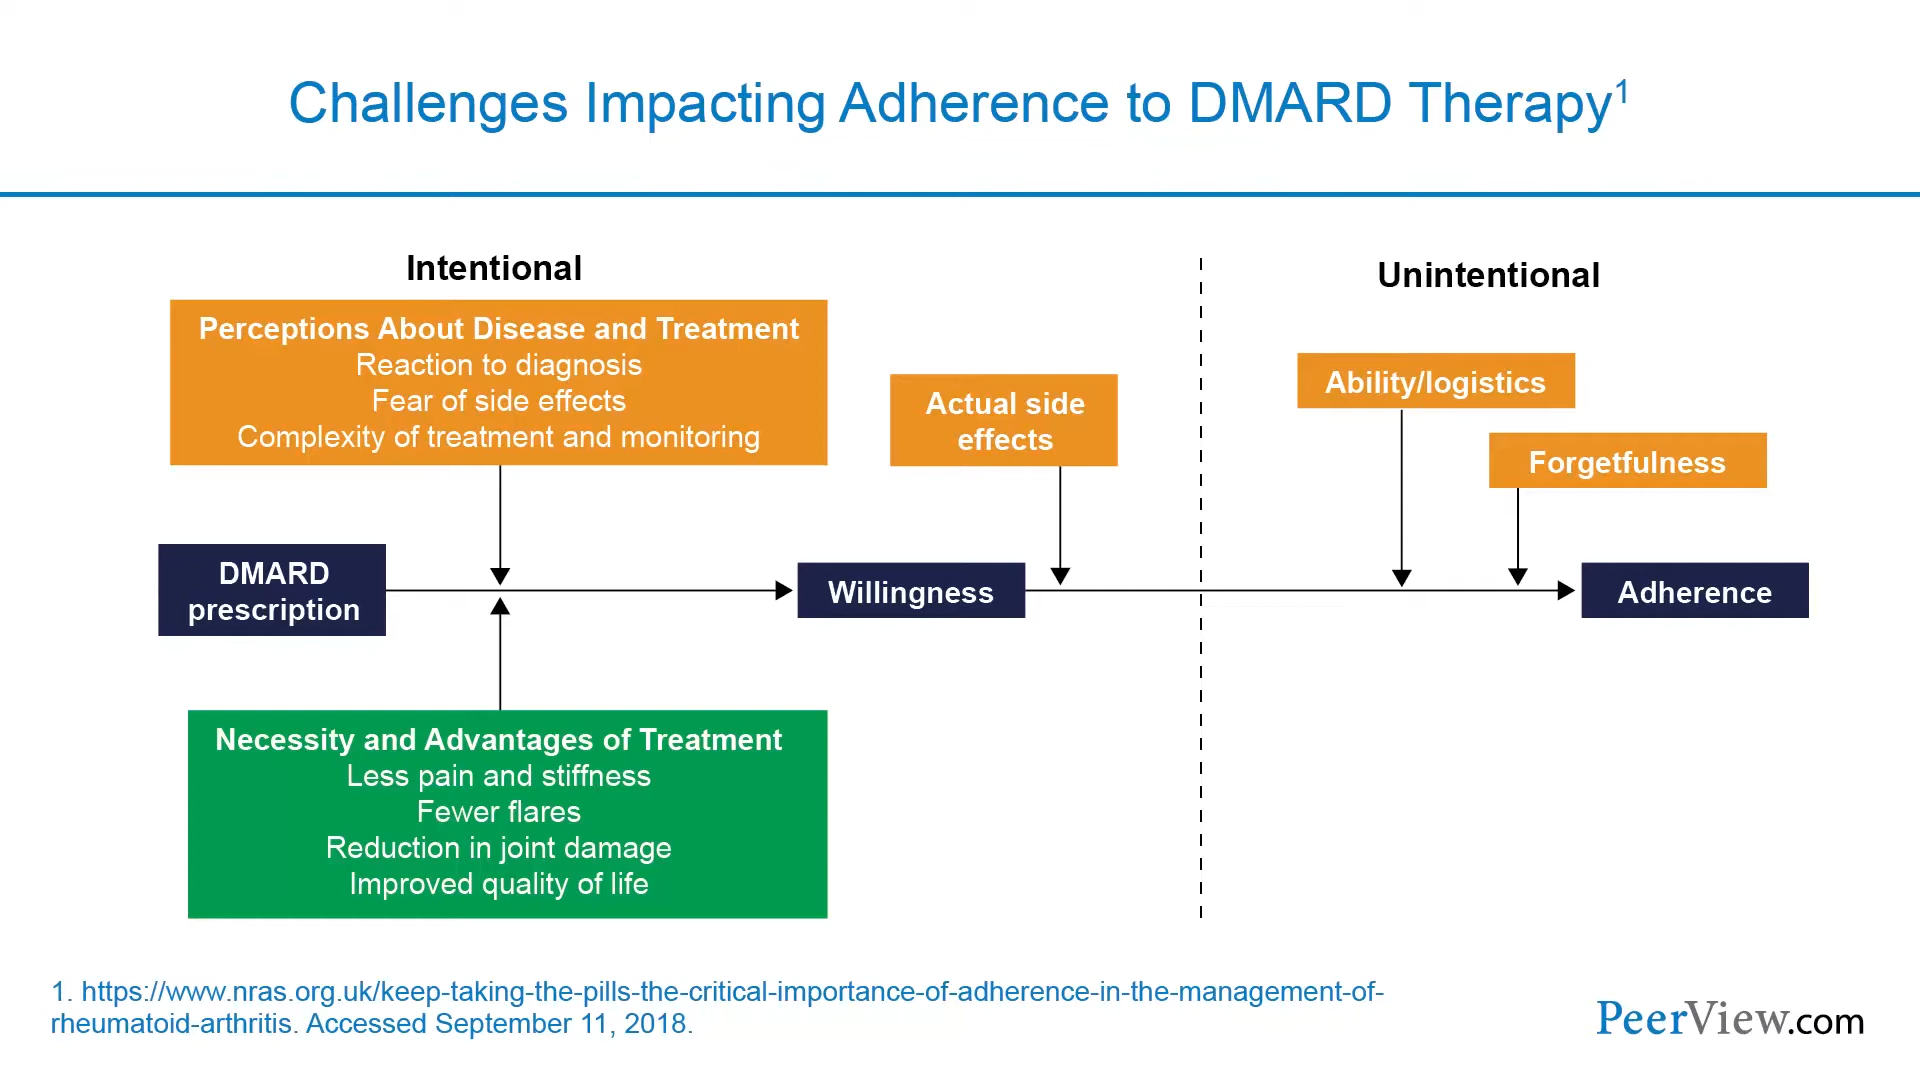 Challenges Impacting Adherence to DMARD Therapy1
Intentional
Perceptions About Disease and Treatment
Reaction to diagnosis
Fear of side effects
Complexity of treatment and monitoring
Actual side
effects
Unintentional
Ability/logistics
Forgetfulness
DMARD
prescription
Willingness
Adherence
Necessity and Advantages of Treatment
Less pain and stiffness
Fewer flares
Reduction in joint damage
Improved quality of life
1. https://www.nras.org.uk/keep-taking-the-pills-the-critical-importance-of-adherence-in-the-management-of-
rheumatoid-arthritis. Accessed September 11, 2018.
PeerView.com